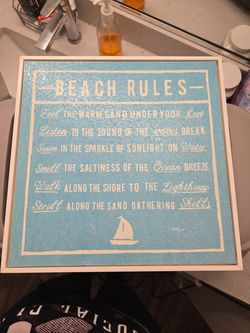 BEACH RULES
Feel THE WARM SAND UNDER YOUR Feet
Listen TO THE SOUND OF THE waves BREAK
Swim IN THE SPARKLE OF SUNLIGHT ON Water
Smell THE SALTINESS OF THE Ocean BREEZE
Walk ALONG THE SHORE TO THE Lighthouse
Stroll ALONG THE SAND GATHERING Shells